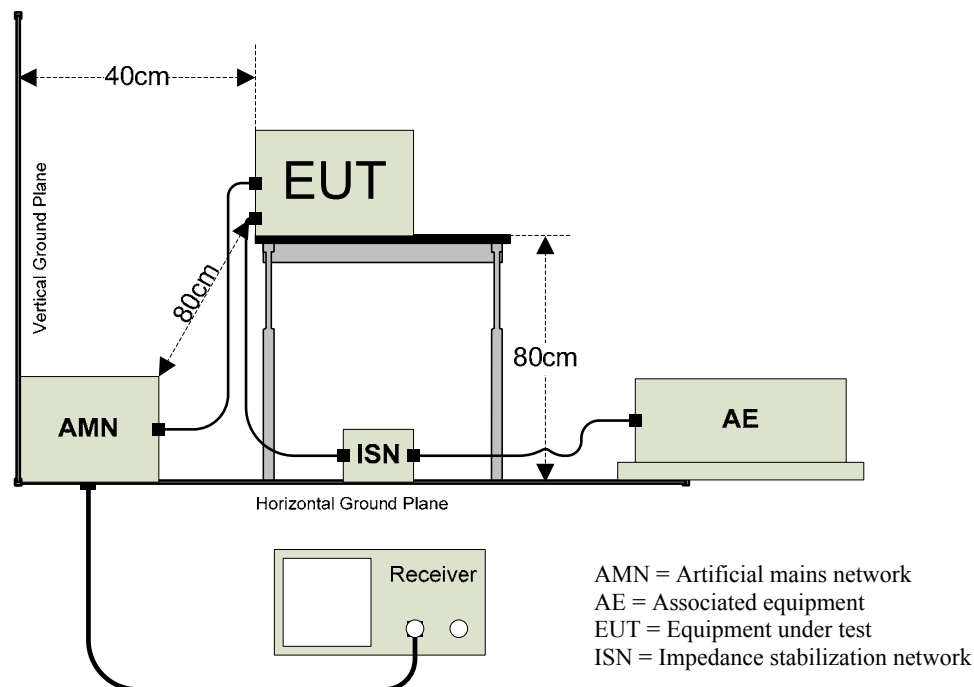 40cm
EUT
Vertical Ground Plane
80cm
80cm
AMN
ISN
AE
Horizontal Ground Plane
Receiver
AMN = Artificial mains network
AE = Associated equipment
EUT = Equipment under test
ISN = Impedance stabilization network